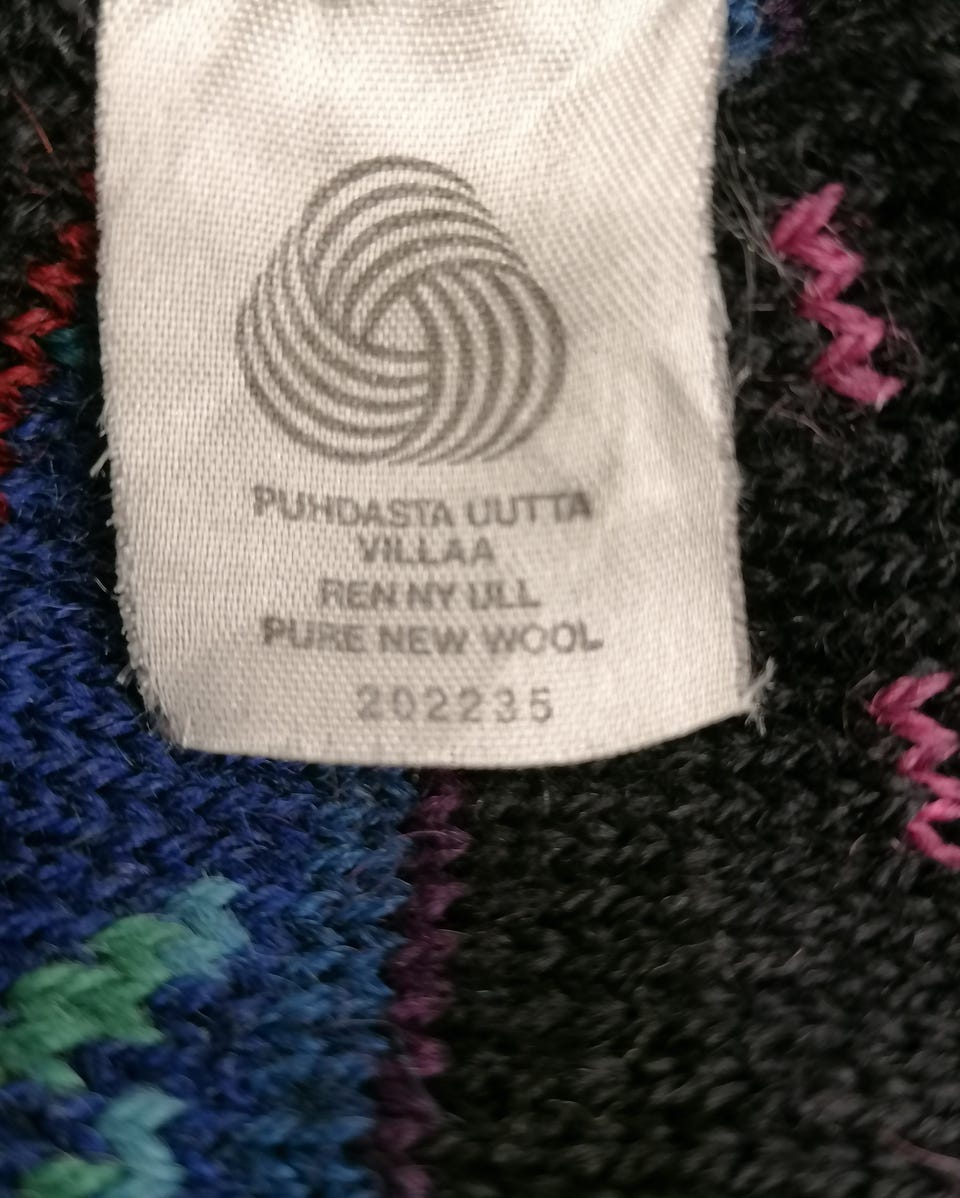 PUHDASTA UUTTA
VILLAA
REN NY ULL
PURE NEW WOOL
202235